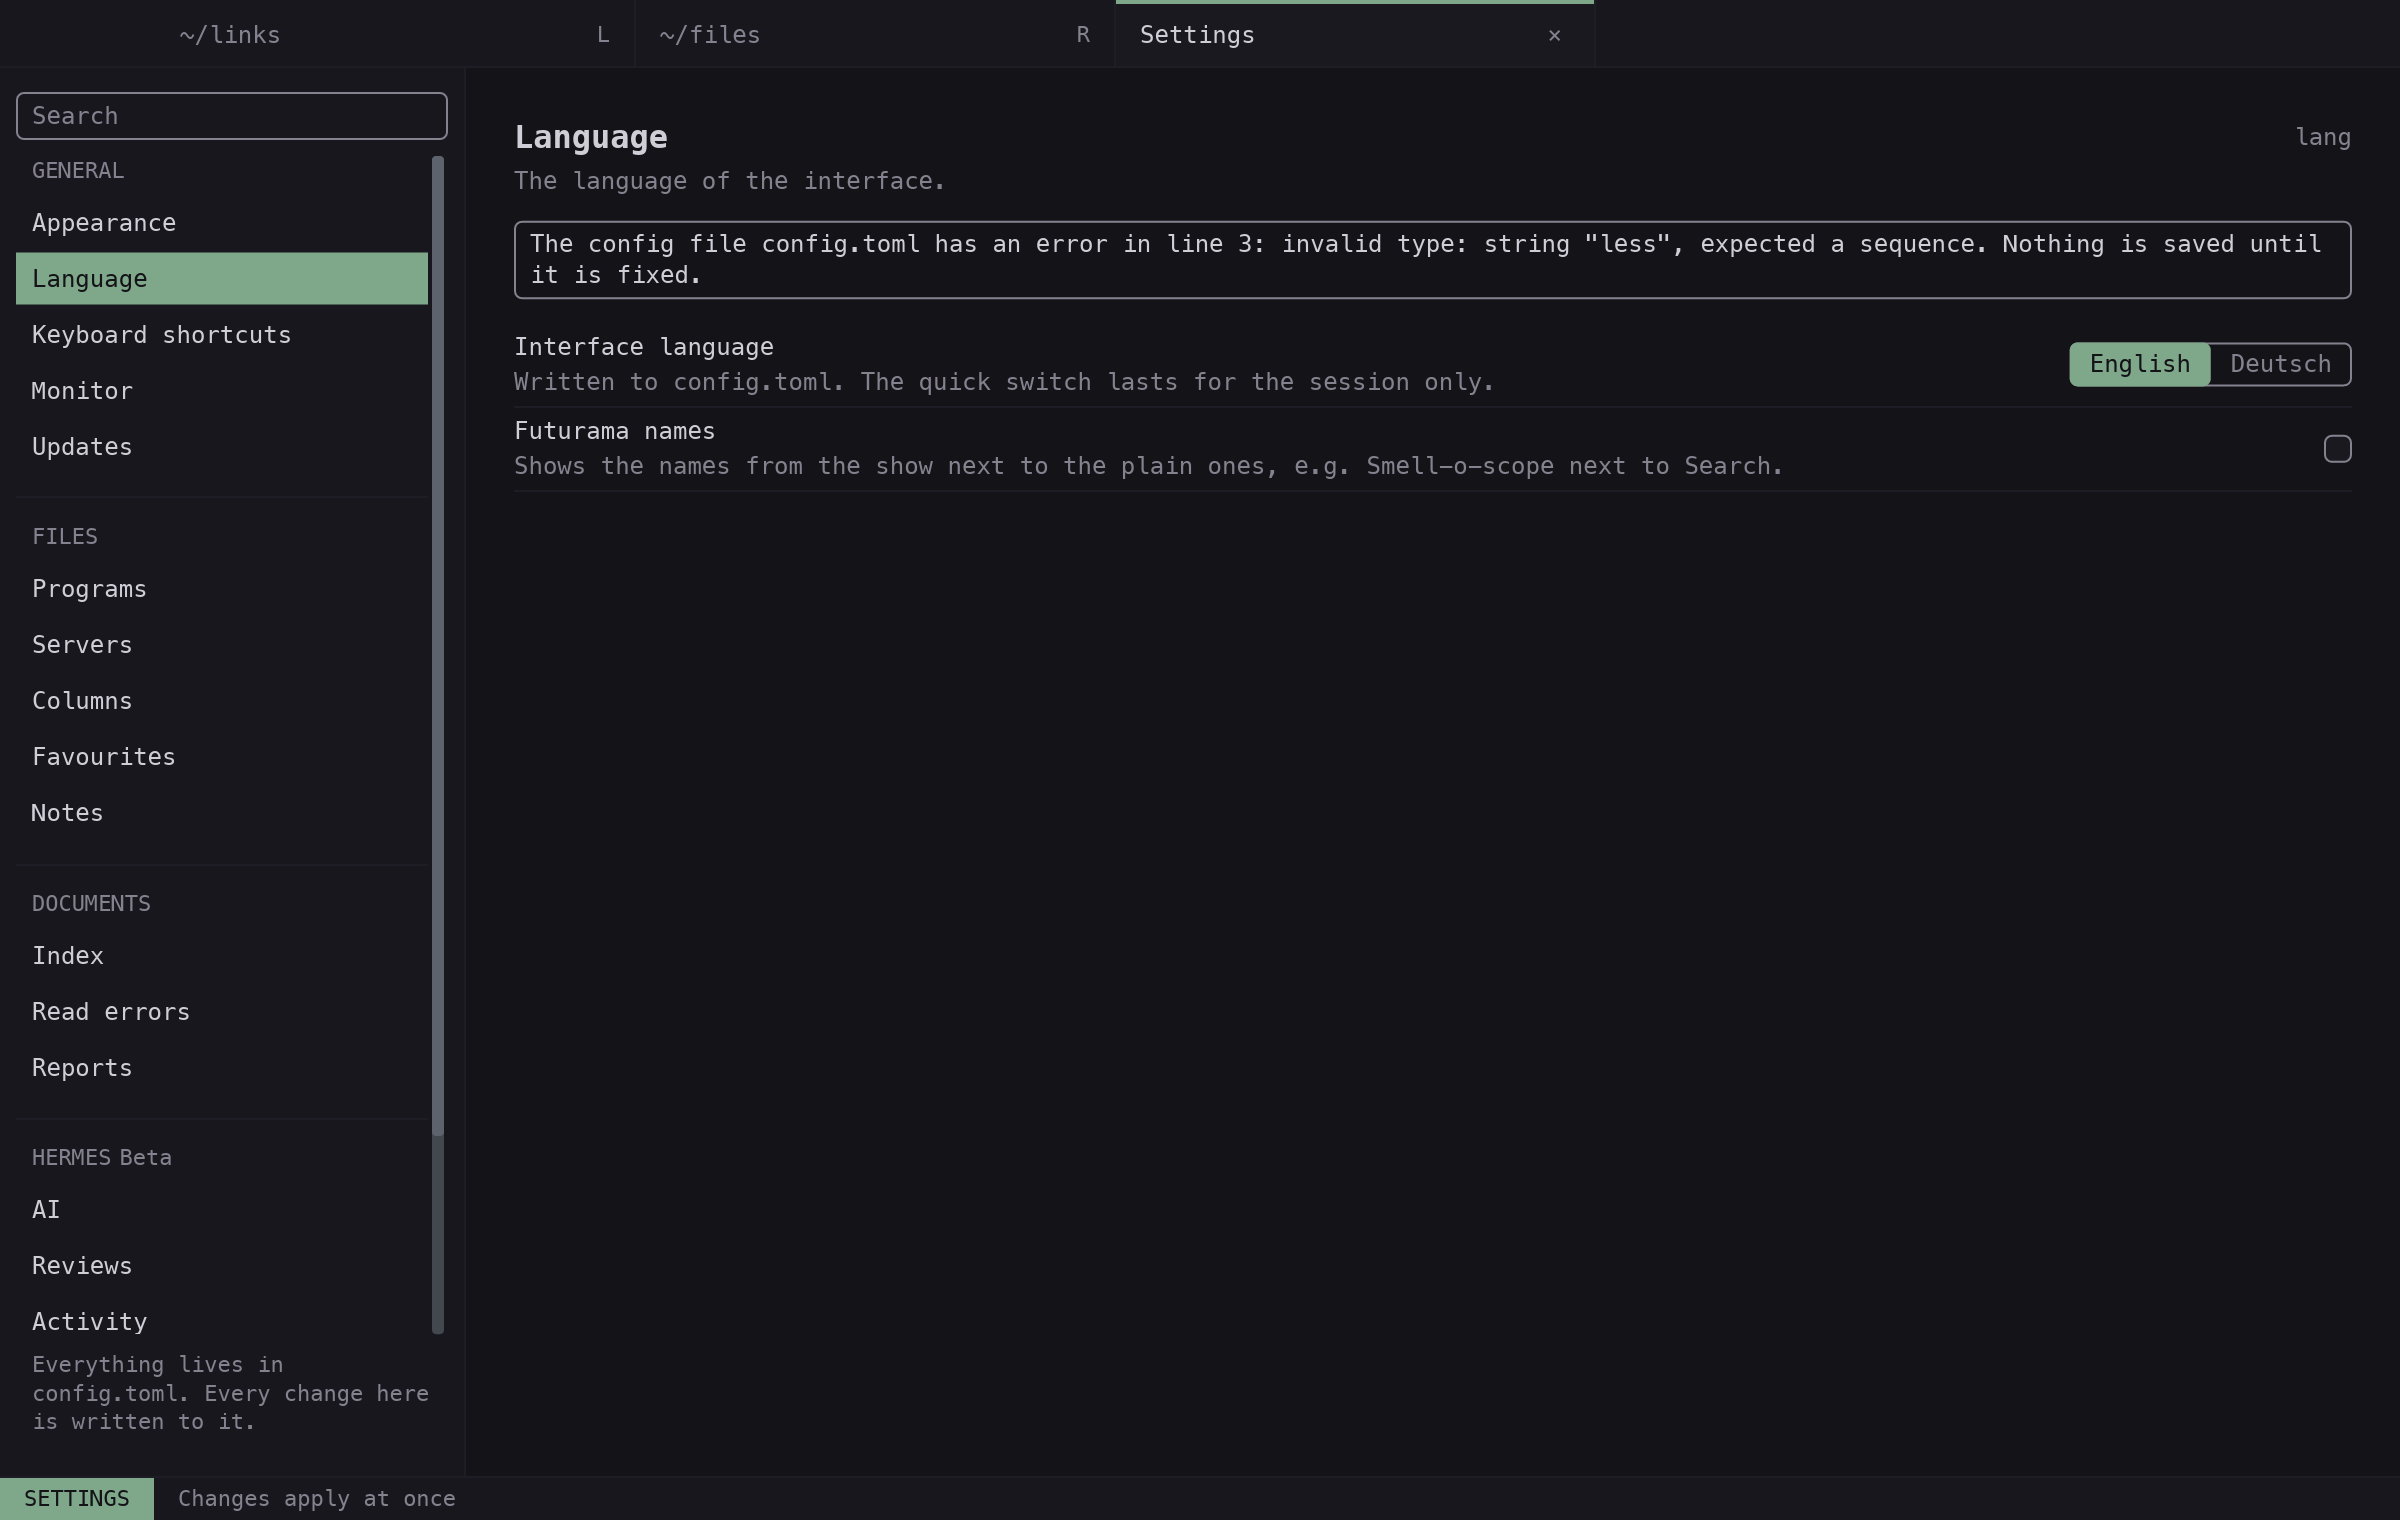 ~/links L ~/files R Settings ×
Search
GENERAL
Appearance
Language
Keyboard shortcuts
Monitor
Updates
FILES
Programs
Servers
Columns
Favourites
Notes
DOCUMENTS
Index
Read errors
Reports
HERMES Beta
AI
Reviews
Activity
Everything lives in
config.toml. Every change here
is written to it.
Language lang
The language of the interface.
The config file config.toml has an error in line 3: invalid type: string "less", expected a sequence. Nothing is saved until
it is fixed.
Interface language
Written to config.toml. The quick switch lasts for the session only.
English Deutsch
Futurama names
Shows the names from the show next to the plain ones, e.g. Smell-o-scope next to Search.
SETTINGS Changes apply at once